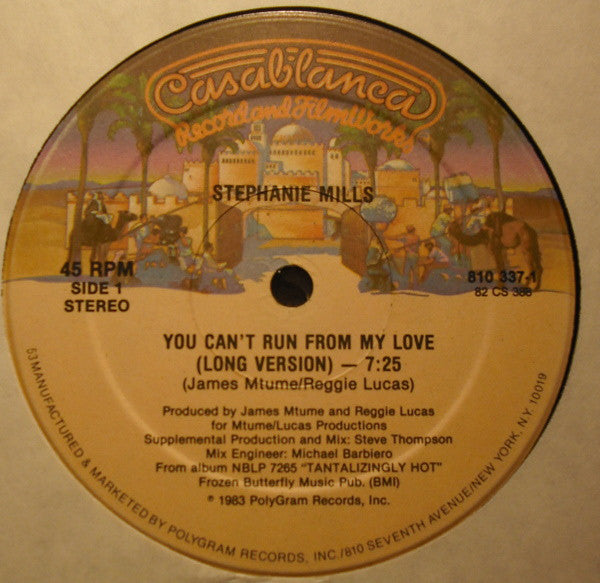 Casablanca
Record and FilmWorks
STEPHANIE MILLS
45 RPM
SIDE 1
STEREO
810 337-1
82 CS 388
YOU CAN'T RUN FROM MY LOVE
(LONG VERSION) — 7:25
(James Mtume/Reggie Lucas)
Produced by James Mtume and Reggie Lucas
for Mtume/Lucas Productions
Supplemental Production and Mix: Steve Thompson
Mix Engineer: Michael Barbiero
From album NBLP 7265 "TANTALIZINGLY HOT"
Frozen Butterfly Music Pub. (BMI)
℗ 1983 PolyGram Records, Inc.
53 MANUFACTURED & MARKETED BY POLYGRAM RECORDS, INC./810 SEVENTH AVENUE/NEW YORK, N.Y. 10019